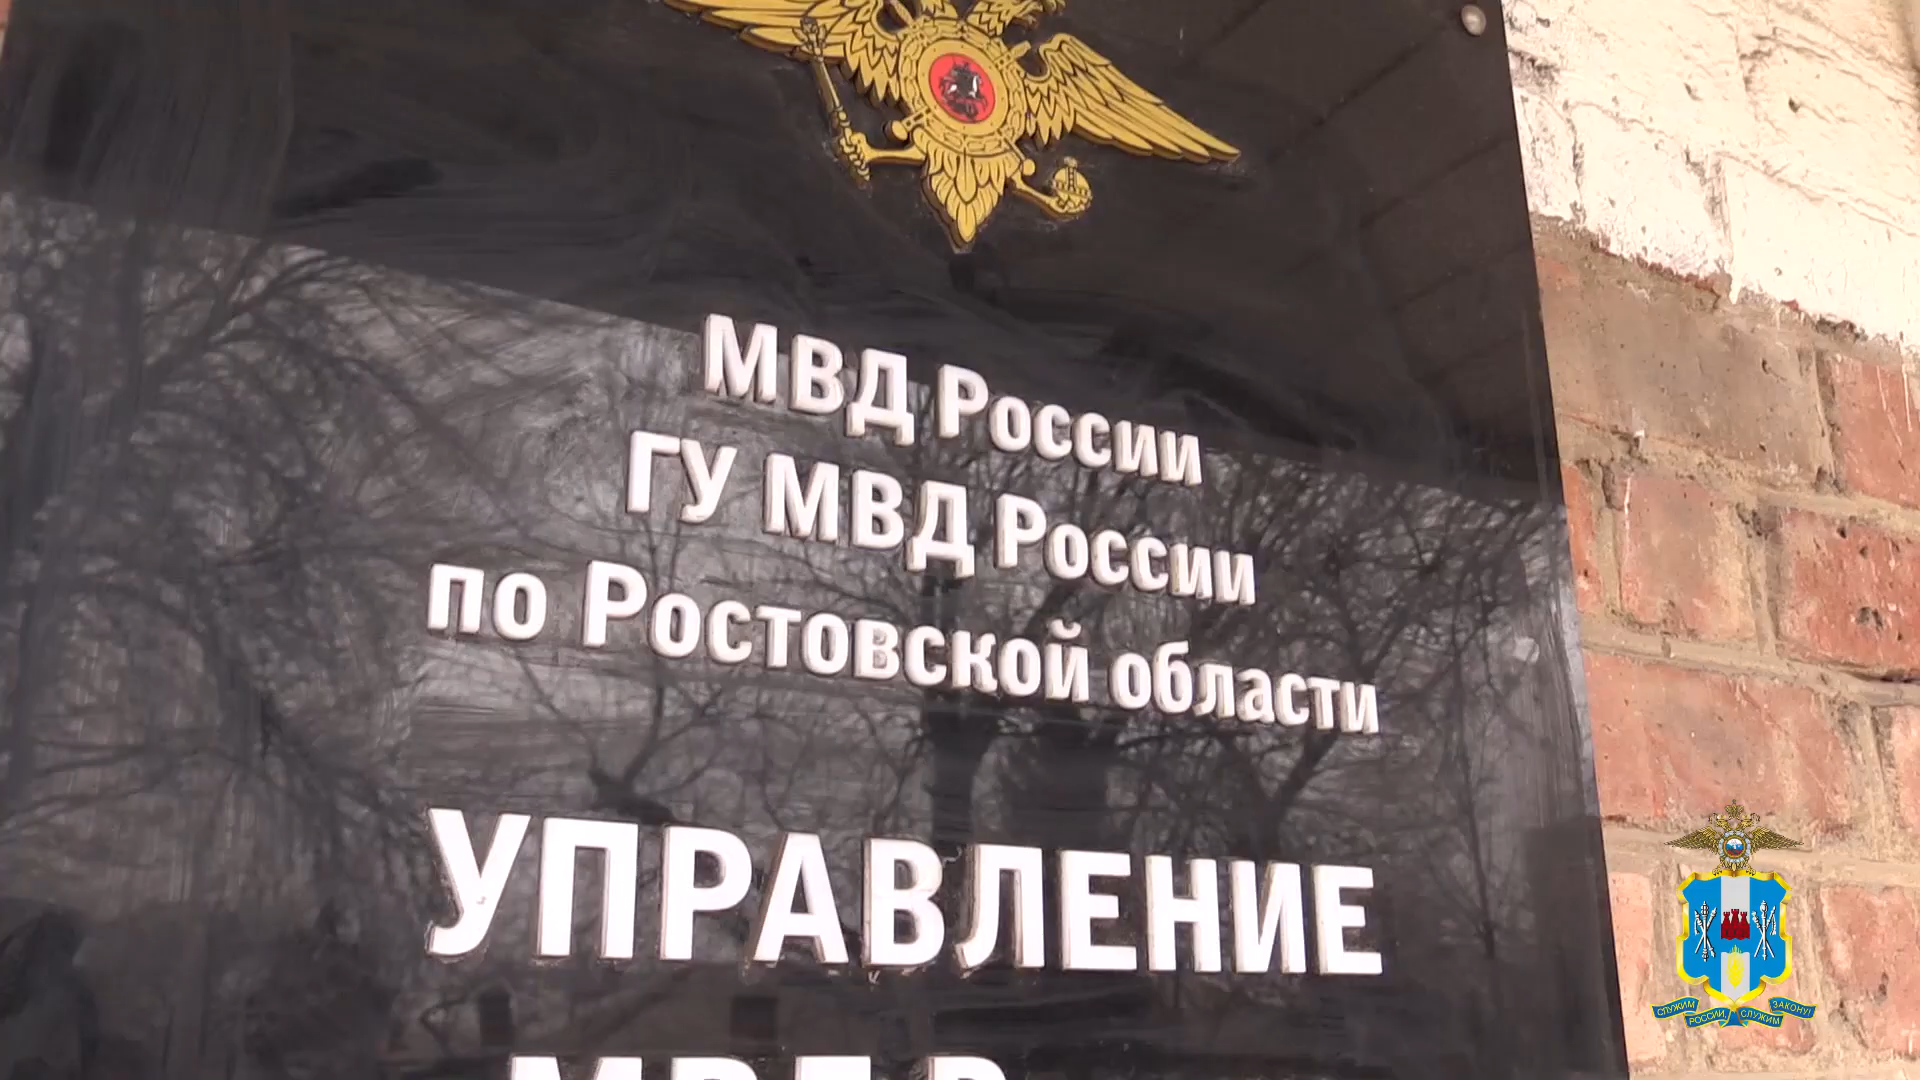 МВД России
ГУ МВД России
по Ростовской области
УПРАВЛЕНИЕ
СЛУЖИМ РОССИИ, СЛУЖИМ ЗАКОНУ!